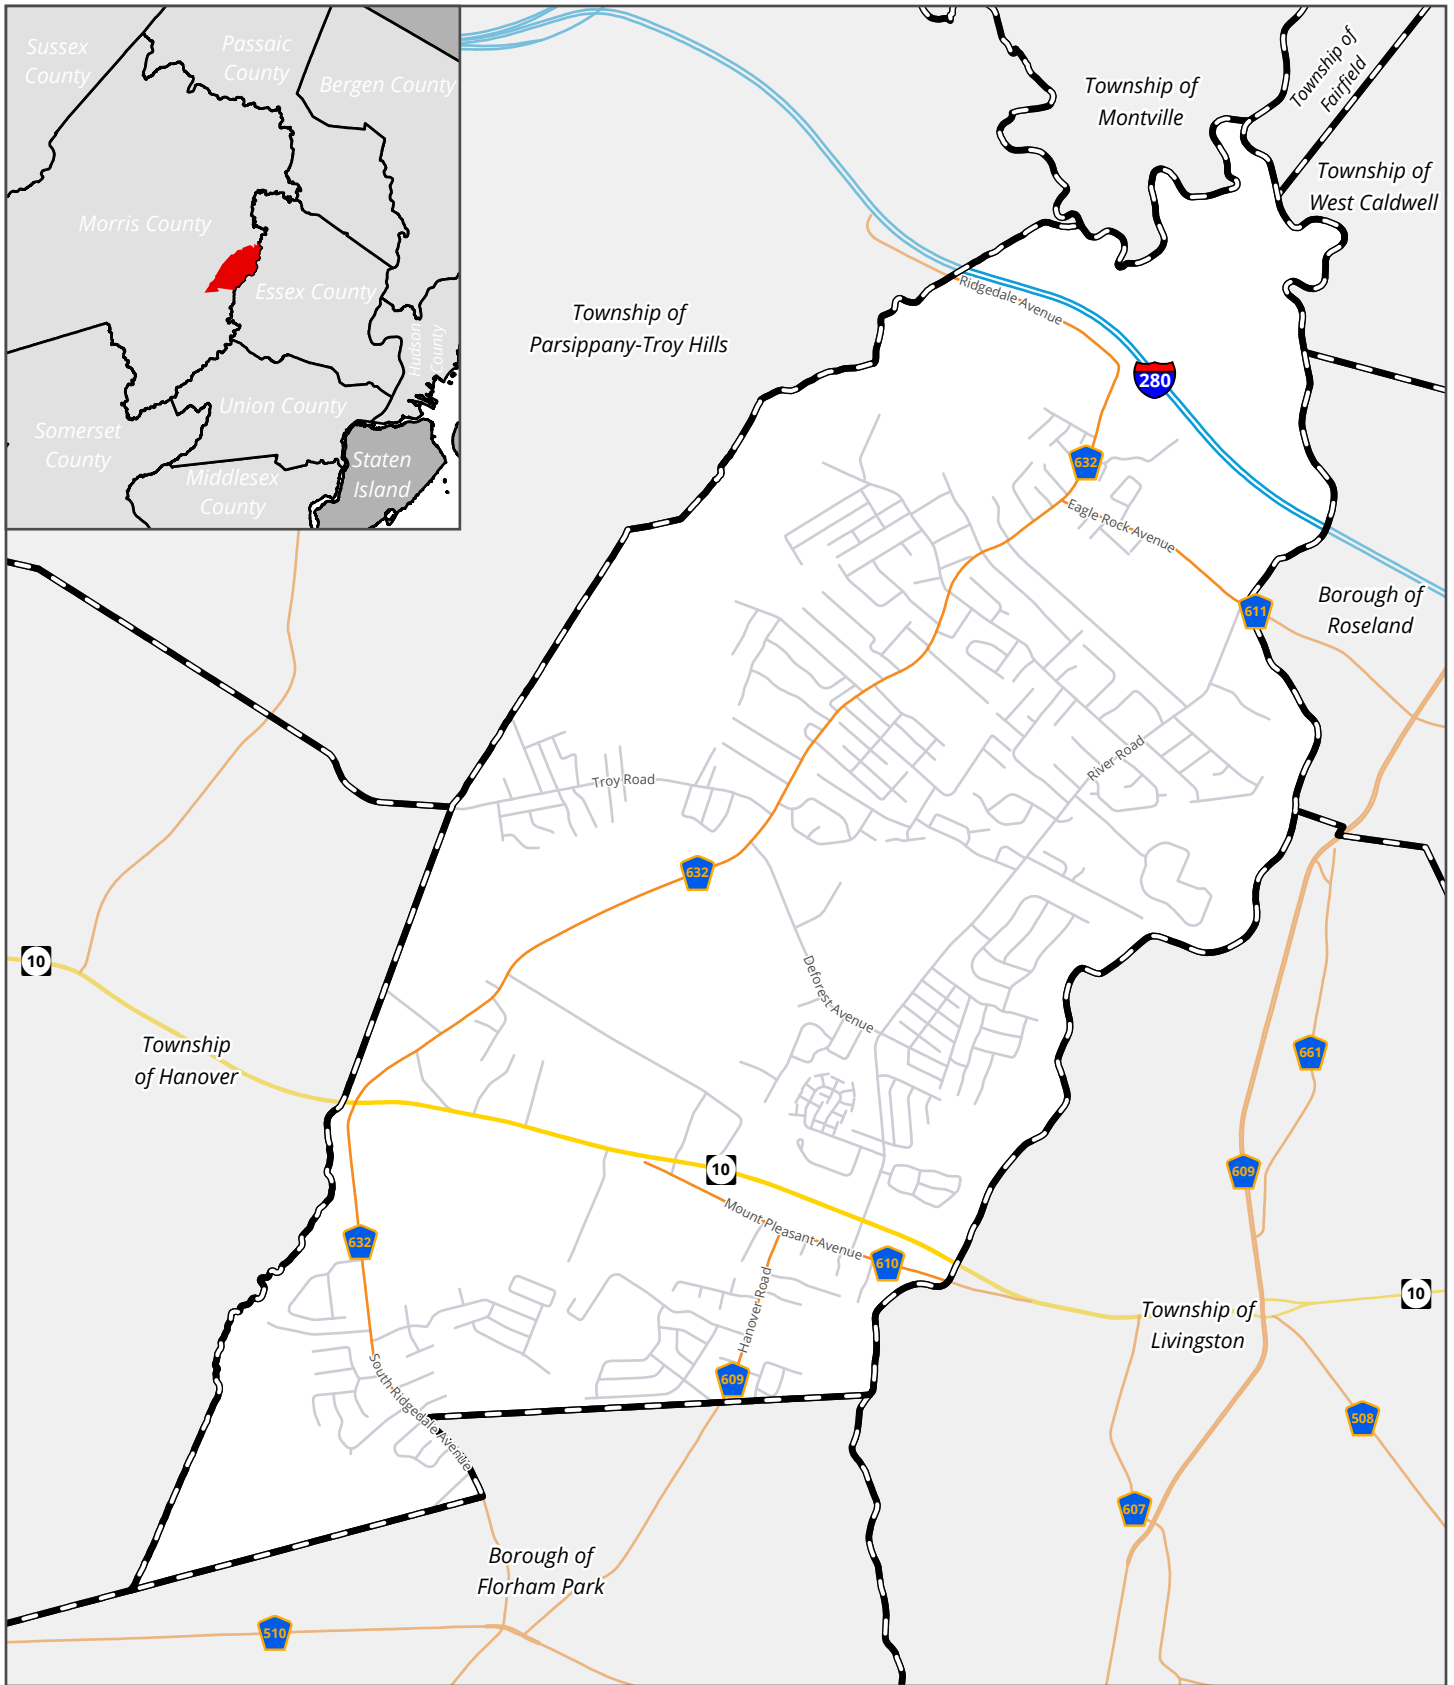 Sussex
County
Passaic
County
Bergen County
Morris County
Essex County
Hudson
County
Union County
Somerset
County
Middlesex
County
Staten
Island
Township of
Montville
Township of
Fairfield
Township of
West Caldwell
Township of
Parsippany-Troy Hills
Ridgedale Avenue
280
632
Eagle Rock Avenue
611
Borough of
Roseland
River Road
Troy Road
632
Deforest Avenue
10
Township
of Hanover
661
10
609
Mount Pleasant Avenue
632
610
Hanover Road
10
Township of
Livingston
South Ridgedale Avenue
609
508
607
Borough of
Florham Park
510